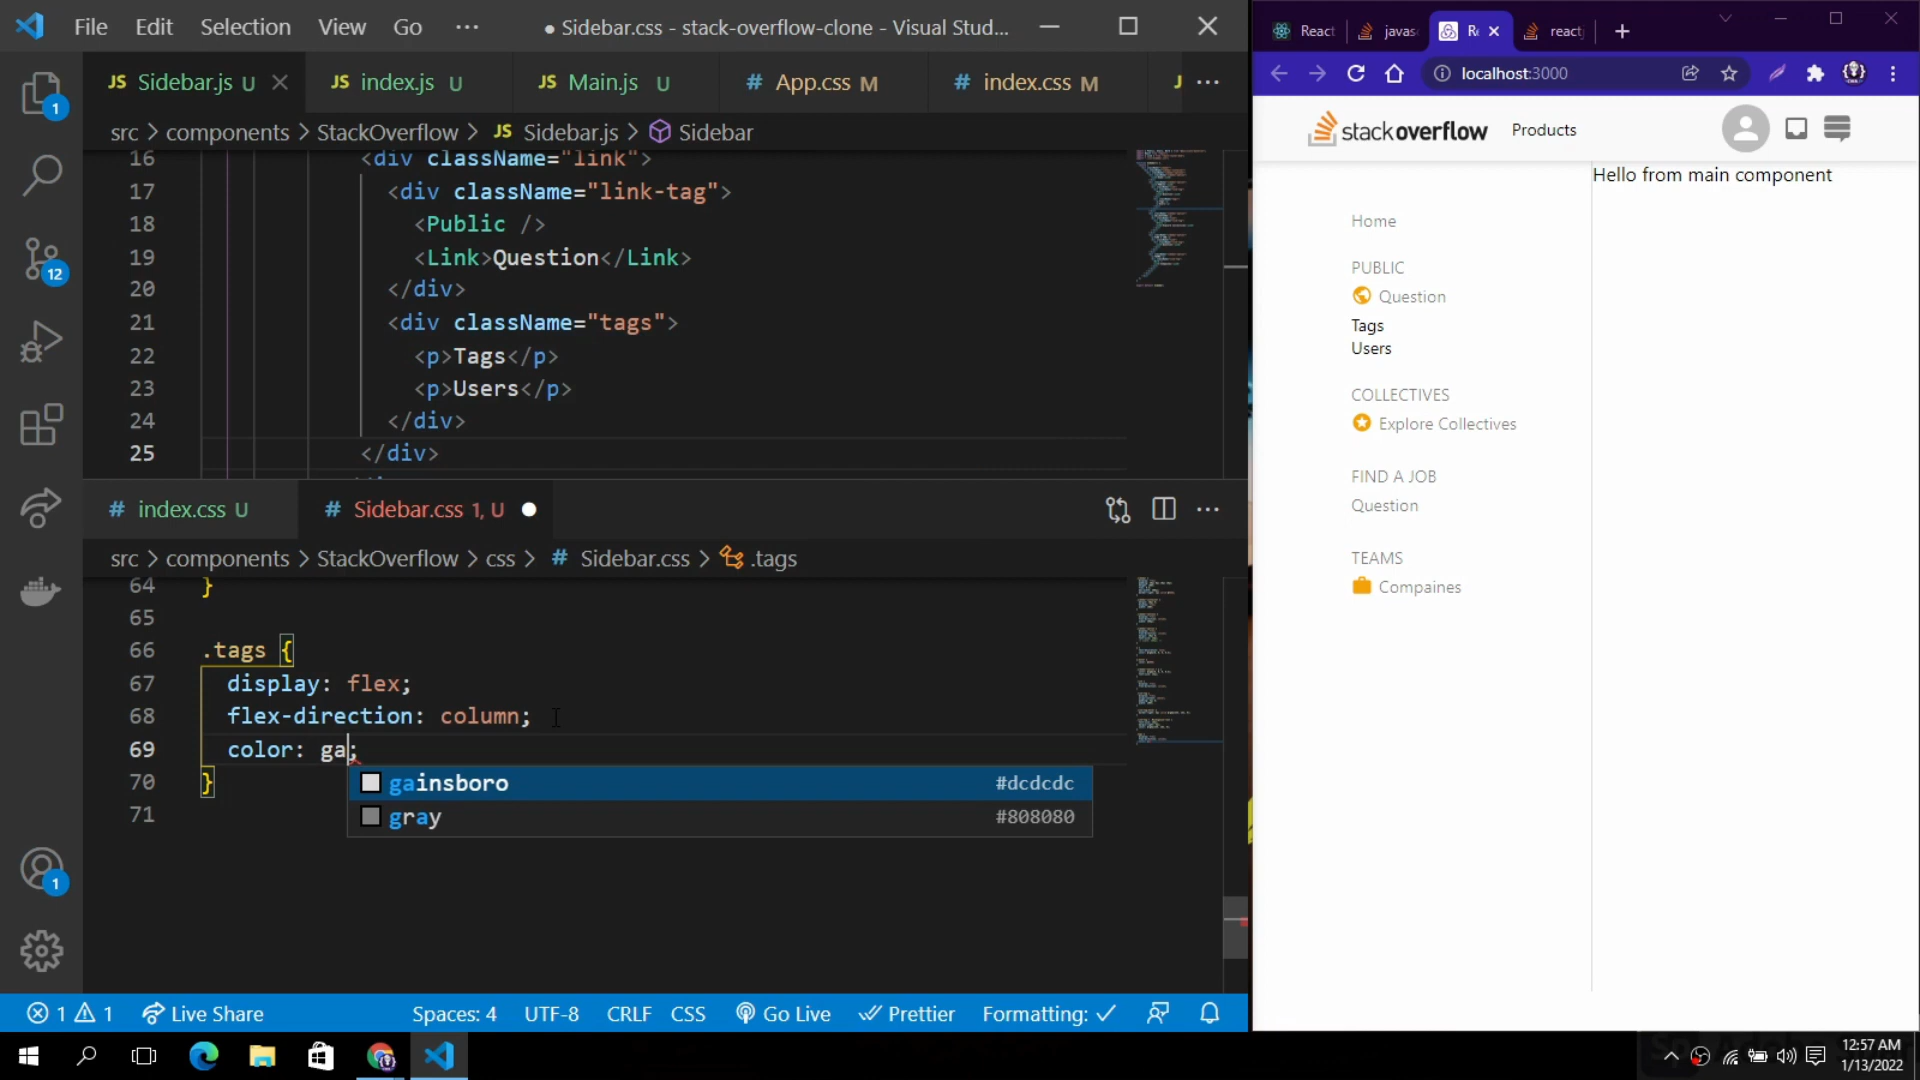 File Edit Selection View Go ··· ● Sidebar.css - stack-overflow-clone - Visual Stud...
JS Sidebar.js U JS index.js U JS Main.js U # App.css M # index.css M J ···
src > components > StackOverflow > JS Sidebar.js > Sidebar
16 <div className="link">
17 <div className="link-tag">
18 <Public />
19 <Link>Question</Link>
20 </div>
21 <div className="tags">
22 <p>Tags</p>
23 <p>Users</p>
24 </div>
25 </div>
# index.css U # Sidebar.css 1, U ● ···
src > components > StackOverflow > css > # Sidebar.css > .tags
64 }
65
66 .tags {
67 display: flex;
68 flex-direction: column;
69 color: ga;
70 }
71
gainsboro #dcdcdc
gray #808080
1
12
1
1 1 Live Share Spaces: 4 UTF-8 CRLF CSS Go Live Prettier Formatting: ✓
React javas R reactj
localhost:3000
stackoverflow Products
Hello from main component
Home
PUBLIC
Question
Tags
Users
COLLECTIVES
Explore Collectives
FIND A JOB
Question
TEAMS
Compaines
12:57 AM
1/13/2022